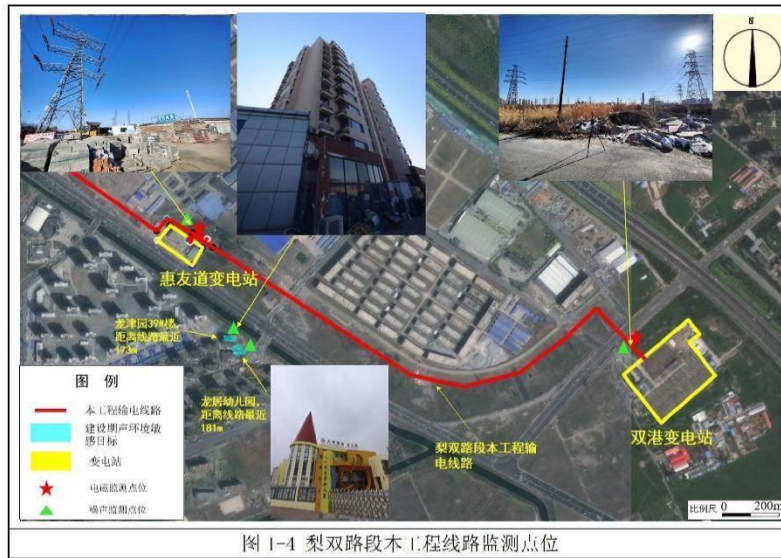 N
惠友道变电站
龙津园39#楼,
距离线路最近
173m
龙居幼儿园,
距离线路最近
181m
梨双路段本工程输
电线路
双港变电站
图 例
本工程输电线路
建设期声环境敏
感目标
变电站
电磁监测点位
噪声监测点位
比例尺 0 200m
图 1-4 梨双路段本工程线路监测点位